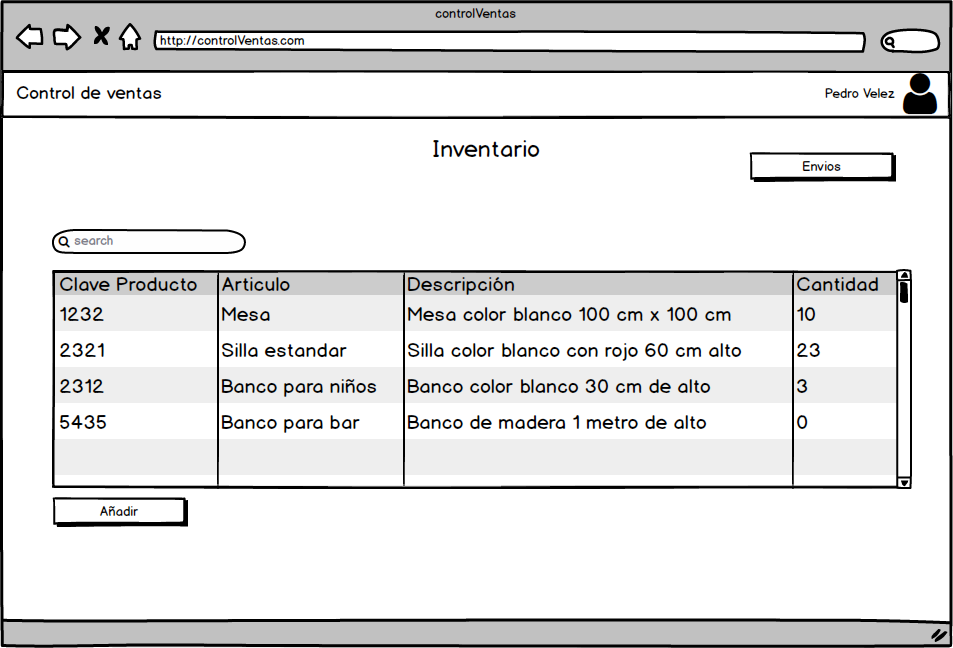 controlVentas
http://controlVentas.com
Control de ventas
Pedro Velez
Inventario
Envios
search
Clave Producto Articulo Descripción Cantidad
1232 Mesa Mesa color blanco 100 cm x 100 cm 10
2321 Silla estandar Silla color blanco con rojo 60 cm alto 23
2312 Banco para niños Banco color blanco 30 cm de alto 3
5435 Banco para bar Banco de madera 1 metro de alto 0
Añadir